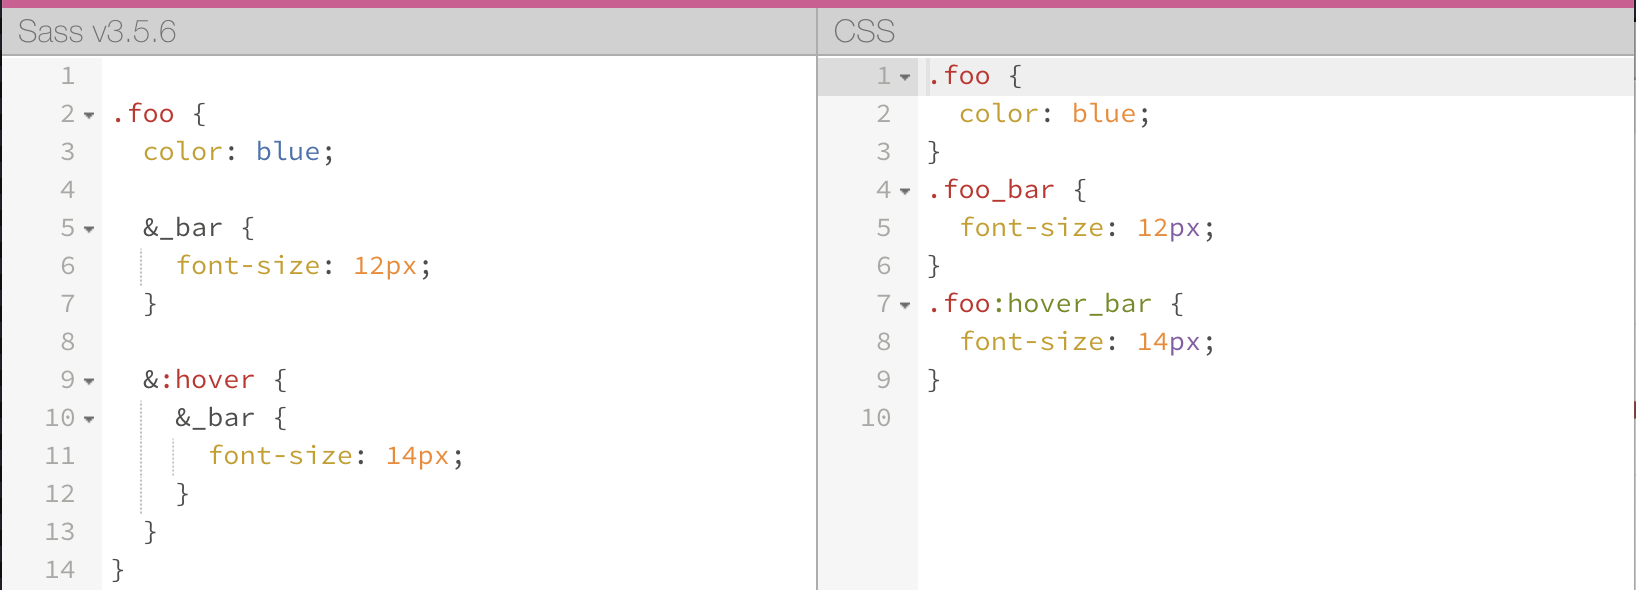 Sass v3.5.6
1
2 .foo {
3   color: blue;
4
5   &_bar {
6     font-size: 12px;
7   }
8
9   &:hover {
10     &_bar {
11       font-size: 14px;
12     }
13   }
14 }
CSS
1 .foo {
2   color: blue;
3 }
4 .foo_bar {
5   font-size: 12px;
6 }
7 .foo:hover_bar {
8   font-size: 14px;
9 }
10